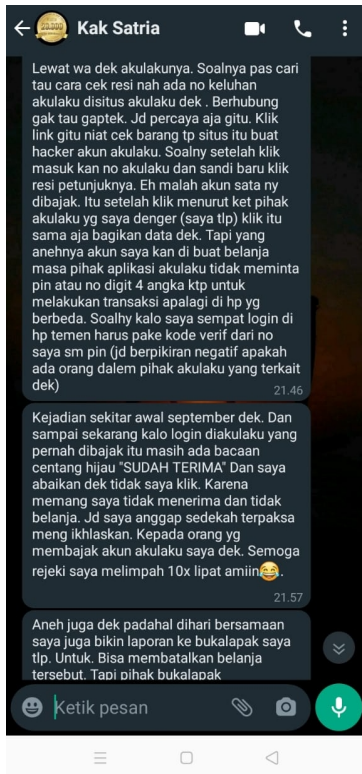 Kak Satria
Lewat wa dek akulakunya. Soalnya pas cari
tau cara cek resi nah ada no keluhan
akulaku disitus akulaku dek . Berhubung
gak tau gaptek. Jd percaya aja gitu. Klik
link gitu niat cek barang tp situs itu buat
hacker akun akulaku. Soalny setelah klik
masuk kan no akulaku dan sandi baru klik
resi petunjuknya. Eh malah akun sata ny
dibajak. Itu setelah klik menurut ket pihak
akulaku yg saya denger (saya tlp) klik itu
sama aja bagikan data dek. Tapi yang
anehnya akun saya kan di buat belanja
masa pihak aplikasi akulaku tidak meminta
pin atau no digit 4 angka ktp untuk
melakukan transaksi apalagi di hp yg
berbeda. Soalhy kalo saya sempat login di
hp temen harus pake kode verif dari no
saya sm pin (jd berpikiran negatif apakah
ada orang dalem pihak akulaku yang terkait
dek)
21.46
Kejadian sekitar awal september dek. Dan
sampai sekarang kalo login diakulaku yang
pernah dibajak itu masih ada bacaan
centang hijau "SUDAH TERIMA" Dan saya
abaikan dek tidak saya klik. Karena
memang saya tidak menerima dan tidak
belanja. Jd saya anggap sedekah terpaksa
meng ikhlaskan. Kepada orang yg
membajak akun akulaku saya dek. Semoga
rejeki saya melimpah 10x lipat amiin😂.
21.57
Aneh juga dek padahal dihari bersamaan
saya juga bikin laporan ke bukalapak saya
tlp. Untuk. Bisa membatalkan belanja
tersebut. Tapi pihak bukalapak
Ketik pesan